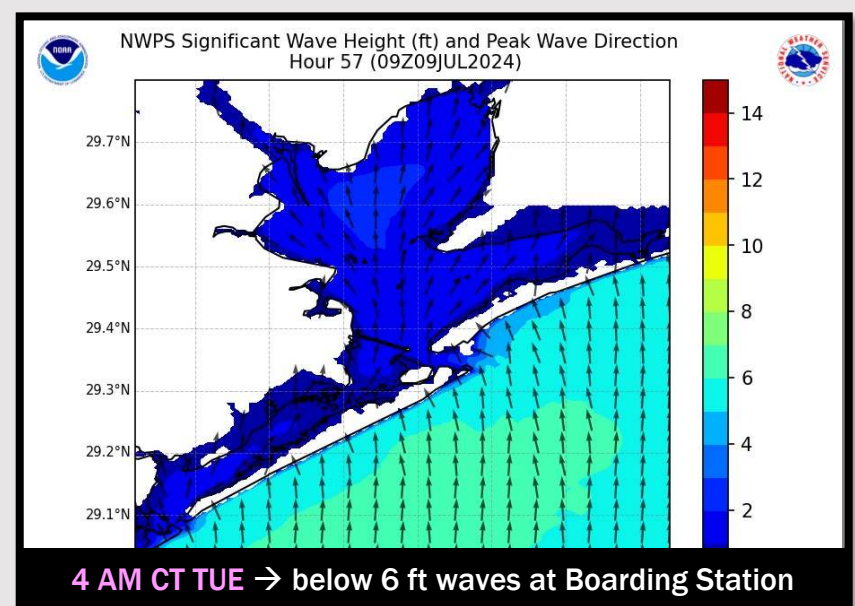 NWPS Significant Wave Height (ft) and Peak Wave Direction
Hour 57 (09Z09JUL2024)
NOAA
29.7°N
29.6°N
29.5°N
29.4°N
29.3°N
29.2°N
29.1°N
14
12
10
8
6
4
2
4 AM CT TUE → below 6 ft waves at Boarding Station